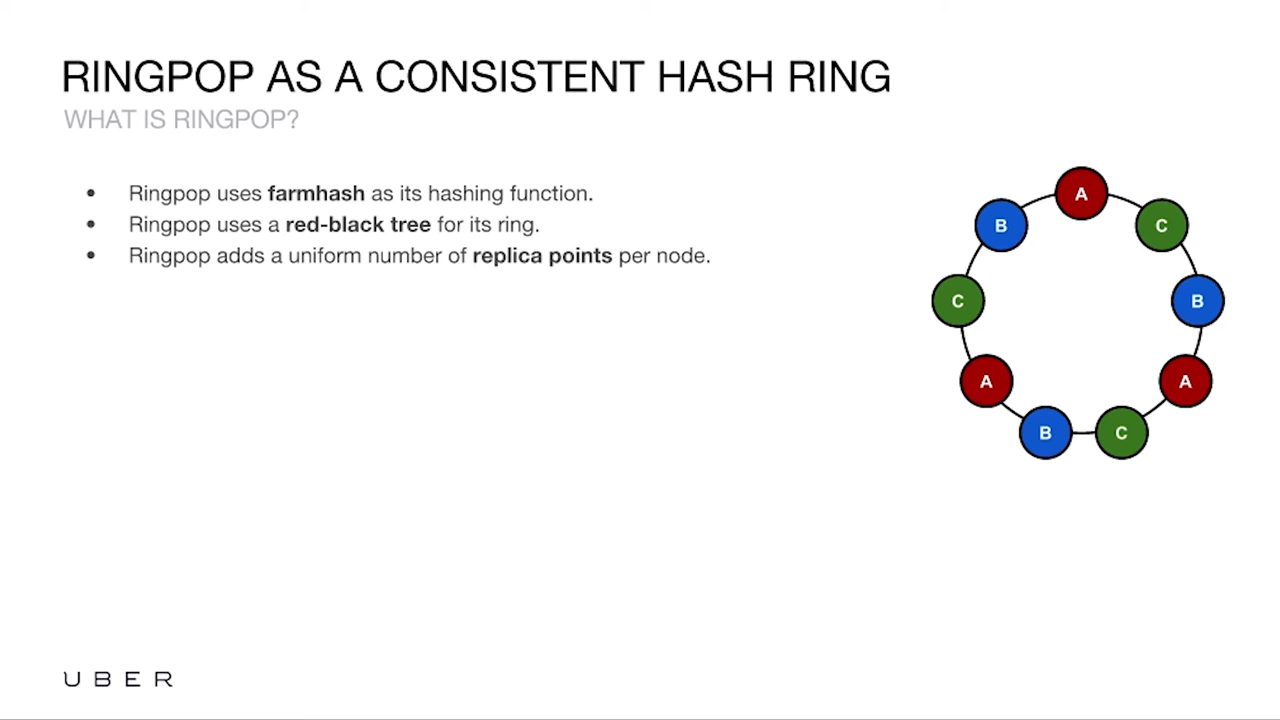 RINGPOP AS A CONSISTENT HASH RING
WHAT IS RINGPOP?
• Ringpop uses farmhash as its hashing function.
• Ringpop uses a red-black tree for its ring.
• Ringpop adds a uniform number of replica points per node.
A
C
B
A
C
B
A
C
B
UBER